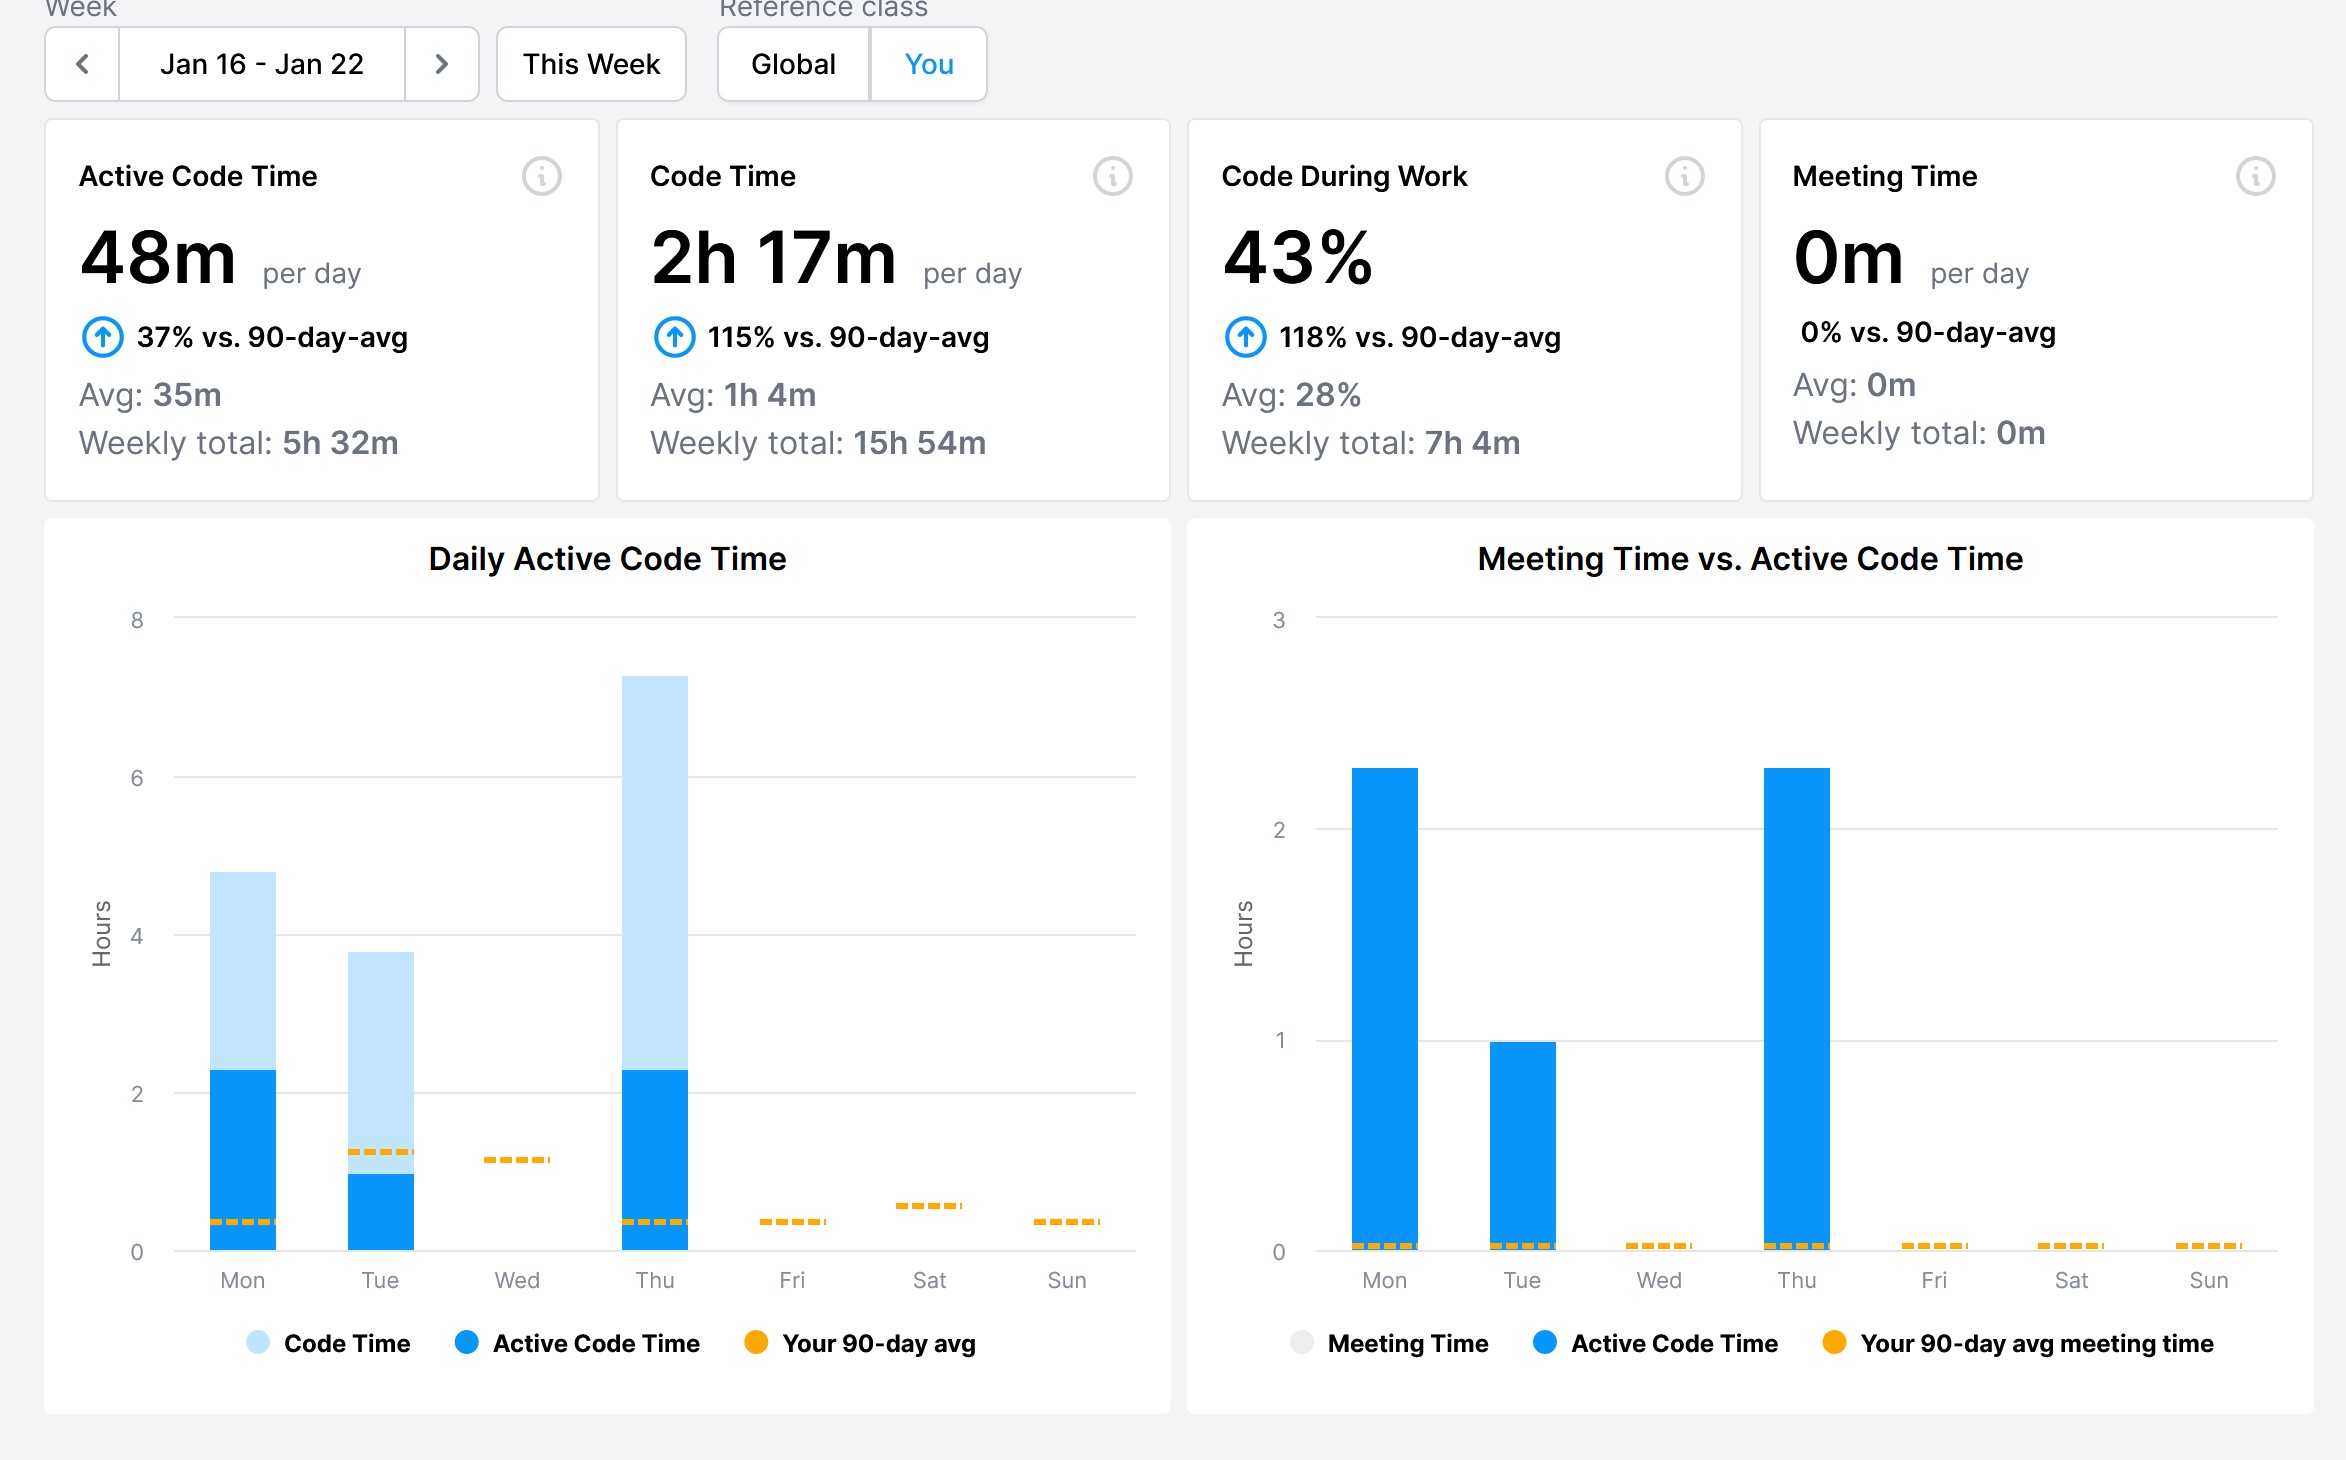 Week
Reference class
Jan 16 - Jan 22
This Week
Global
You
Active Code Time
48m per day
37% vs. 90-day-avg
Avg: 35m
Weekly total: 5h 32m
Code Time
2h 17m per day
115% vs. 90-day-avg
Avg: 1h 4m
Weekly total: 15h 54m
Code During Work
43%
118% vs. 90-day-avg
Avg: 28%
Weekly total: 7h 4m
Meeting Time
0m per day
0% vs. 90-day-avg
Avg: 0m
Weekly total: 0m
Daily Active Code Time
8
6
4
2
0
Hours
Mon Tue Wed Thu Fri Sat Sun
Code Time Active Code Time Your 90-day avg
Meeting Time vs. Active Code Time
3
2
1
0
Hours
Mon Tue Wed Thu Fri Sat Sun
Meeting Time Active Code Time Your 90-day avg meeting time